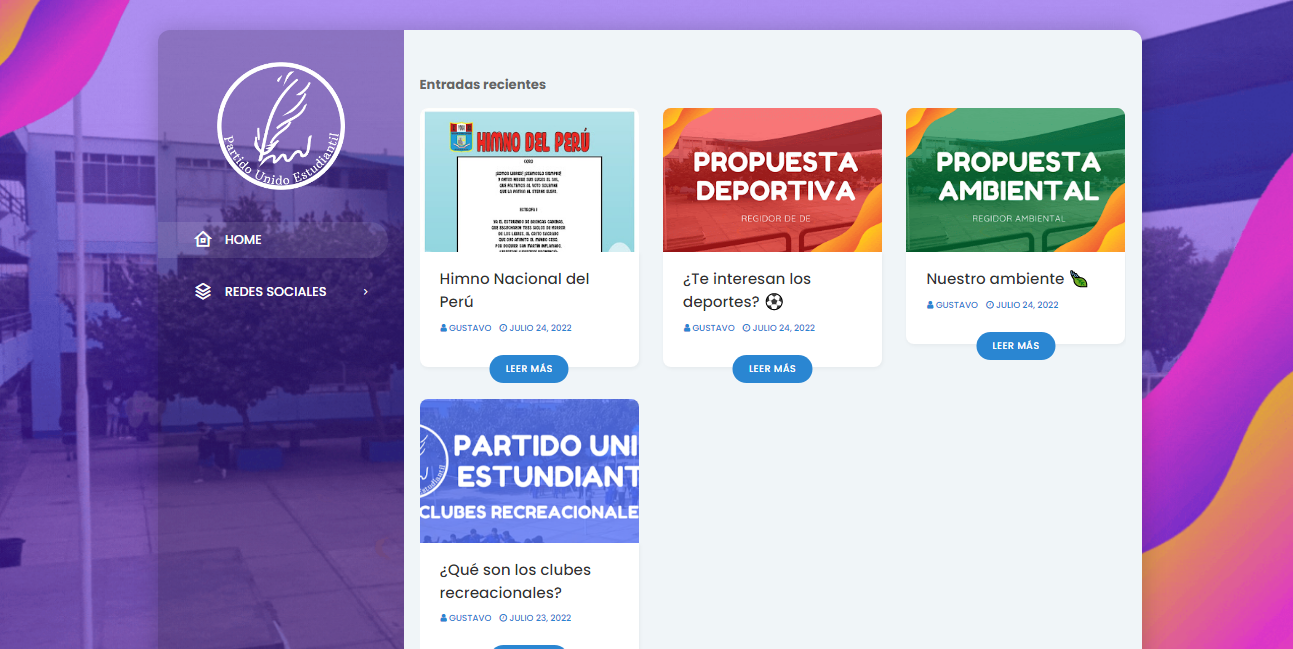 Partido Unido Estudiantil
HOME
REDES SOCIALES
Entradas recientes
HIMNO DEL PERÚ
CORO
Himno Nacional del
Perú
GUSTAVO JULIO 24, 2022
LEER MÁS
PROPUESTA
DEPORTIVA
REGIDOR DE DE
¿Te interesan los
deportes? ⚽
GUSTAVO JULIO 24, 2022
LEER MÁS
PROPUESTA
AMBIENTAL
REGIDOR AMBIENTAL
Nuestro ambiente
GUSTAVO JULIO 24, 2022
LEER MÁS
PARTIDO UNI
ESTUNDIANT
CLUBES RECREACIONALE
¿Qué son los clubes
recreacionales?
GUSTAVO JULIO 23, 2022